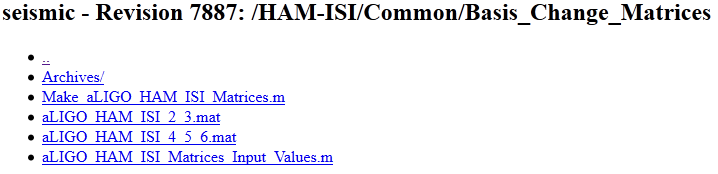 seismic - Revision 7887: /HAM-ISI/Common/Basis_Change_Matrices
..
Archives/
Make_aLIGO_HAM_ISI_Matrices.m
aLIGO_HAM_ISI_2_3.mat
aLIGO_HAM_ISI_4_5_6.mat
aLIGO_HAM_ISI_Matrices_Input_Values.m